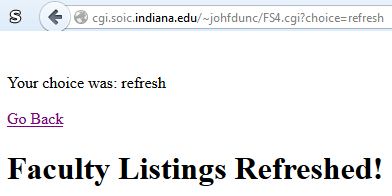 S cgi.soic.indiana.edu/~johfdunc/FS4.cgi?choice=refresh
Your choice was: refresh
Go Back
Faculty Listings Refreshed!